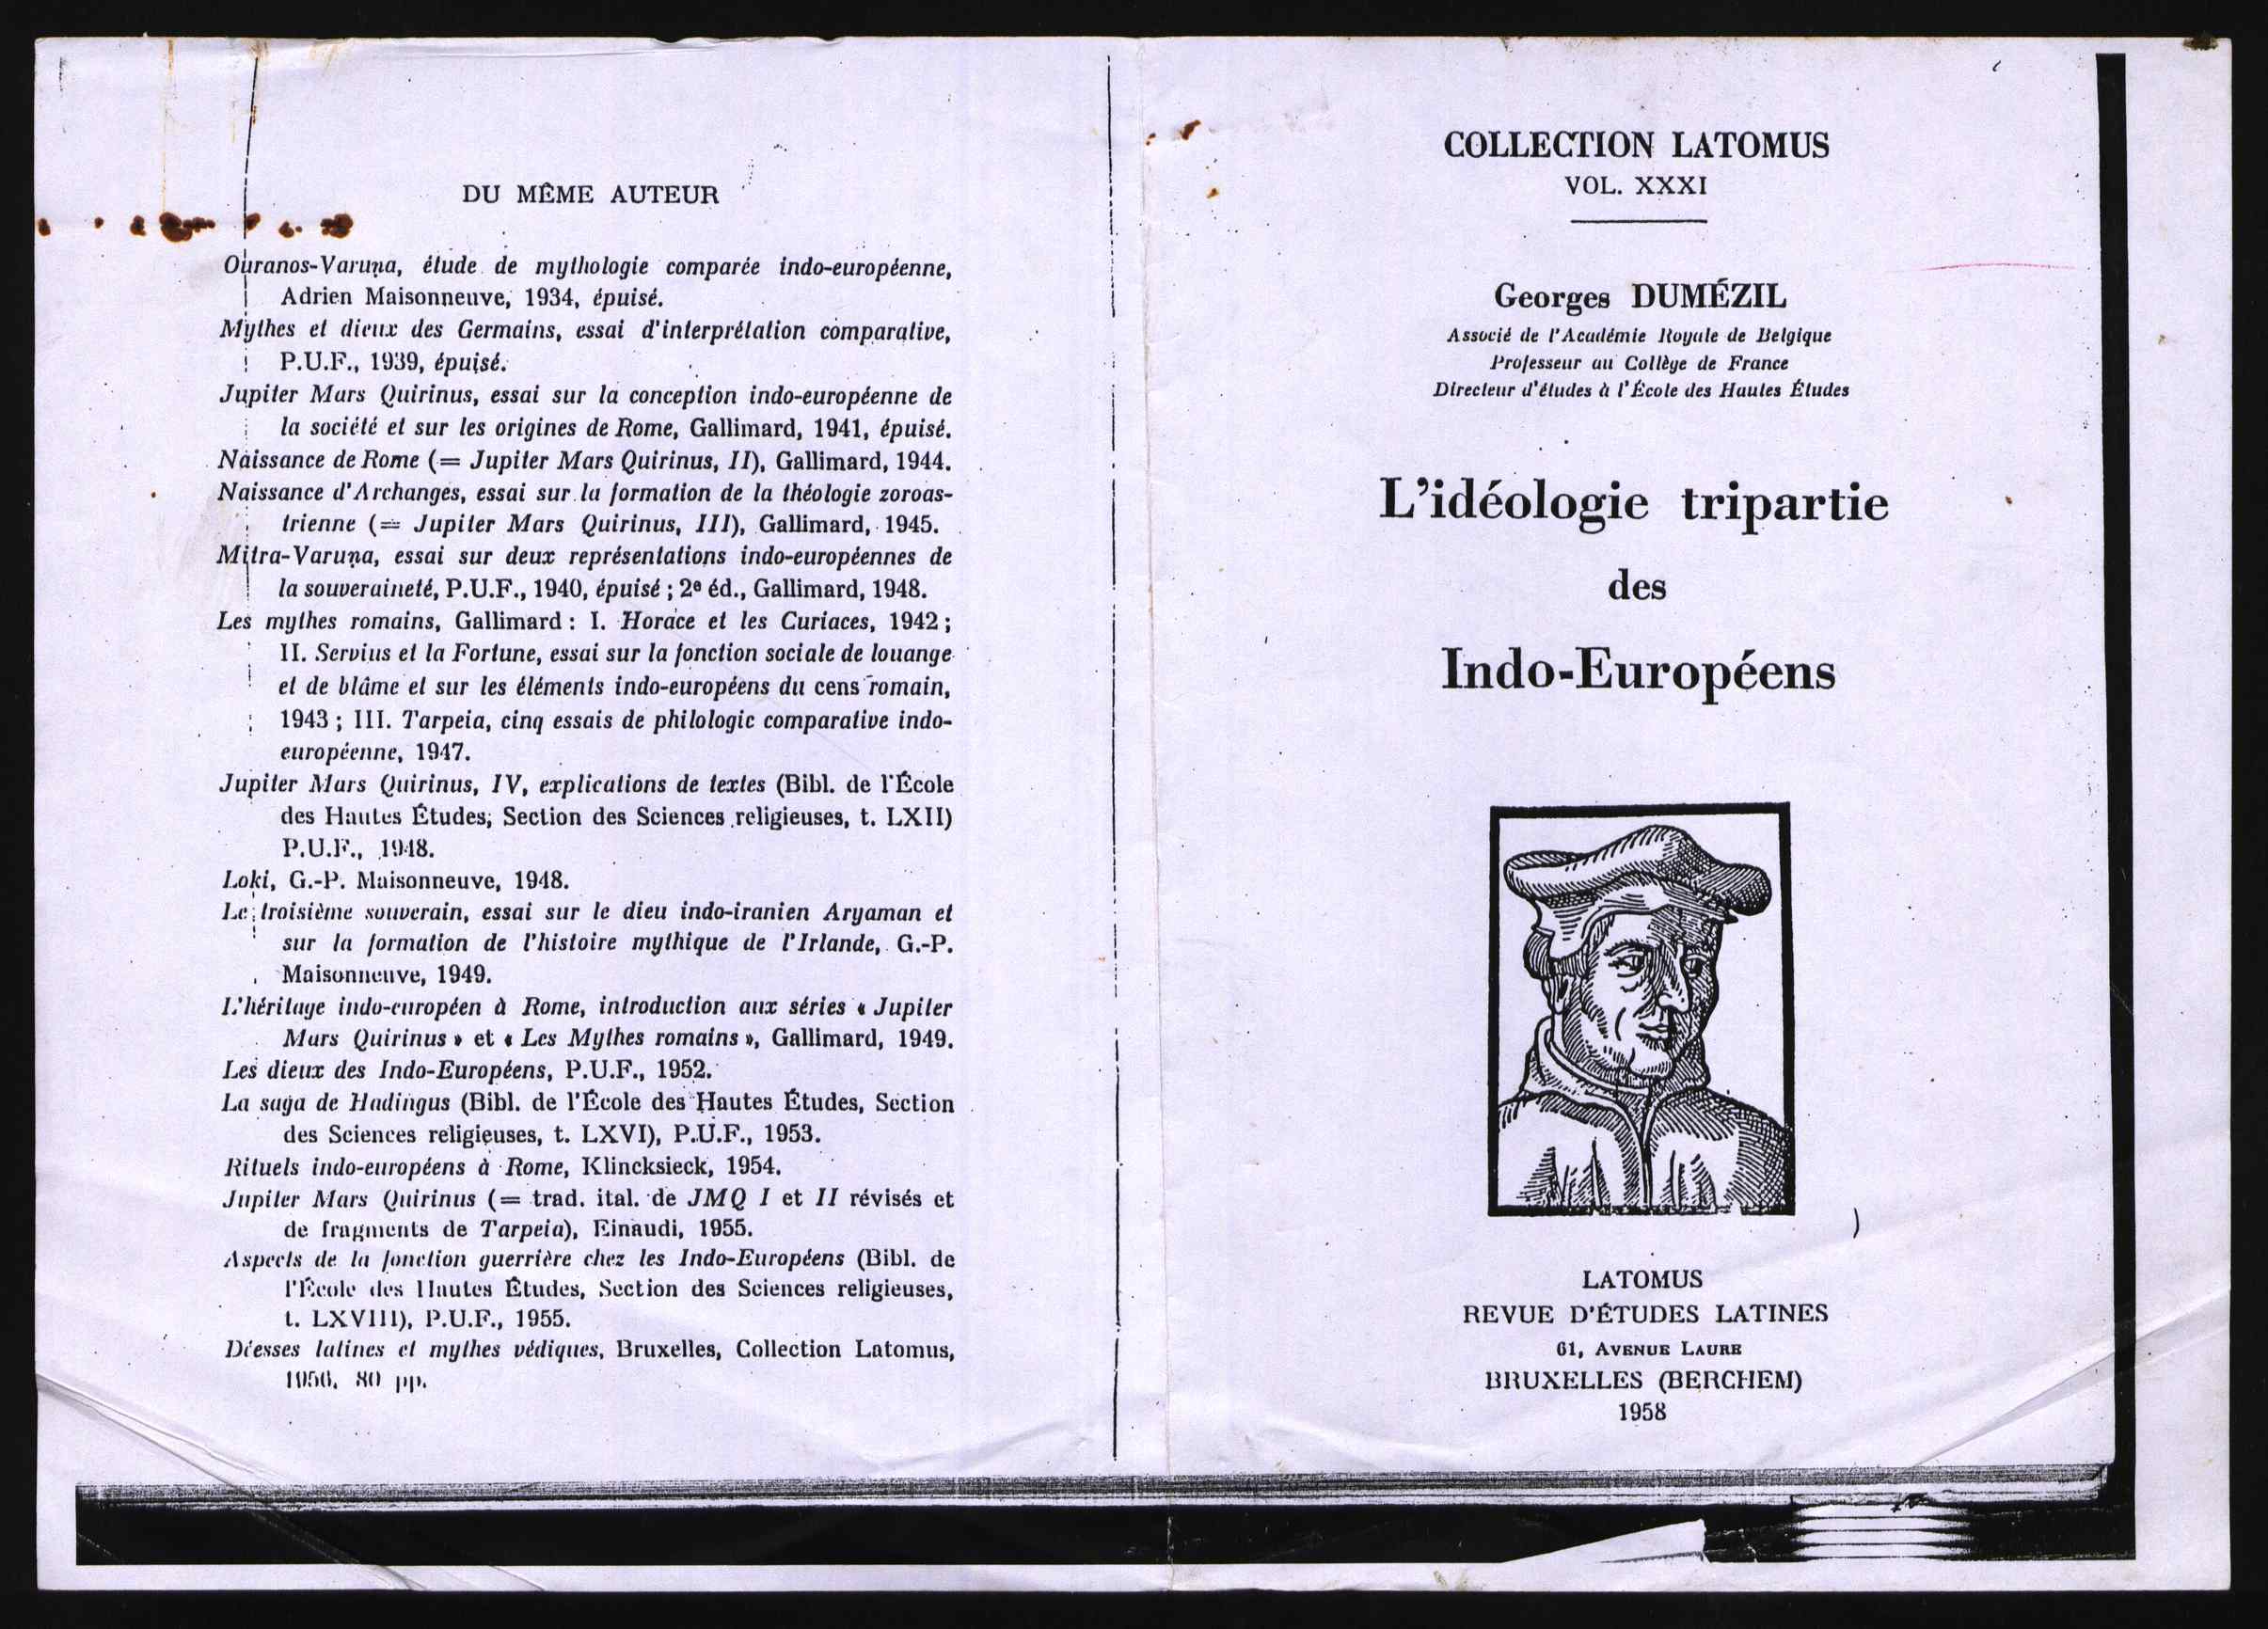 DU MÊME AUTEUR
Ouranos-Varuṇa, étude de mythologie comparée indo-européenne,
Adrien Maisonneuve, 1934, épuisé.
Mythes et dieux des Germains, essai d'interprétation comparative,
P.U.F., 1939, épuisé.
Jupiter Mars Quirinus, essai sur la conception indo-européenne de
la société et sur les origines de Rome, Gallimard, 1941, épuisé.
Naissance de Rome (= Jupiter Mars Quirinus, II), Gallimard, 1944.
Naissance d'Archanges, essai sur la formation de la théologie zoroas-
trienne (= Jupiter Mars Quirinus, III), Gallimard, 1945.
Mitra-Varuṇa, essai sur deux représentations indo-européennes de
la souveraineté, P.U.F., 1940, épuisé ; 2e éd., Gallimard, 1948.
Les mythes romains, Gallimard : I. Horace et les Curiaces, 1942 ;
II. Servius et la Fortune, essai sur la fonction sociale de louange
et de blâme et sur les éléments indo-européens du cens romain,
1943 ; III. Tarpeia, cinq essais de philologie comparative indo-
européenne, 1947.
Jupiter Mars Quirinus, IV, explications de textes (Bibl. de l'École
des Hautes Études, Section des Sciences religieuses, t. LXII)
P.U.F., 1948.
Loki, G.-P. Maisonneuve, 1948.
Le troisième souverain, essai sur le dieu indo-iranien Aryaman et
sur la formation de l'histoire mythique de l'Irlande, G.-P.
Maisonneuve, 1949.
L'héritage indo-européen à Rome, introduction aux séries « Jupiter
Mars Quirinus » et « Les Mythes romains », Gallimard, 1949.
Les dieux des Indo-Européens, P.U.F., 1952.
La saga de Hadingus (Bibl. de l'École des Hautes Études, Section
des Sciences religieuses, t. LXVI), P.U.F., 1953.
Rituels indo-européens à Rome, Klincksieck, 1954.
Jupiter Mars Quirinus (= trad. ital. de JMQ I et II révisés et
de fragments de Tarpeia), Einaudi, 1955.
Aspects de la fonction guerrière chez les Indo-Européens (Bibl. de
l'École des Hautes Études, Section des Sciences religieuses,
t. LXVIII), P.U.F., 1955.
Déesses latines et mythes védiques, Bruxelles, Collection Latomus,
1956, 80 pp.
COLLECTION LATOMUS
VOL. XXXI
Georges DUMÉZIL
Associé de l'Académie Royale de Belgique
Professeur au Collège de France
Directeur d'études à l'École des Hautes Études
L'idéologie tripartie
des
Indo-Européens
LATOMUS
REVUE D'ÉTUDES LATINES
61, AVENUE LAURE
BRUXELLES (BERCHEM)
1958